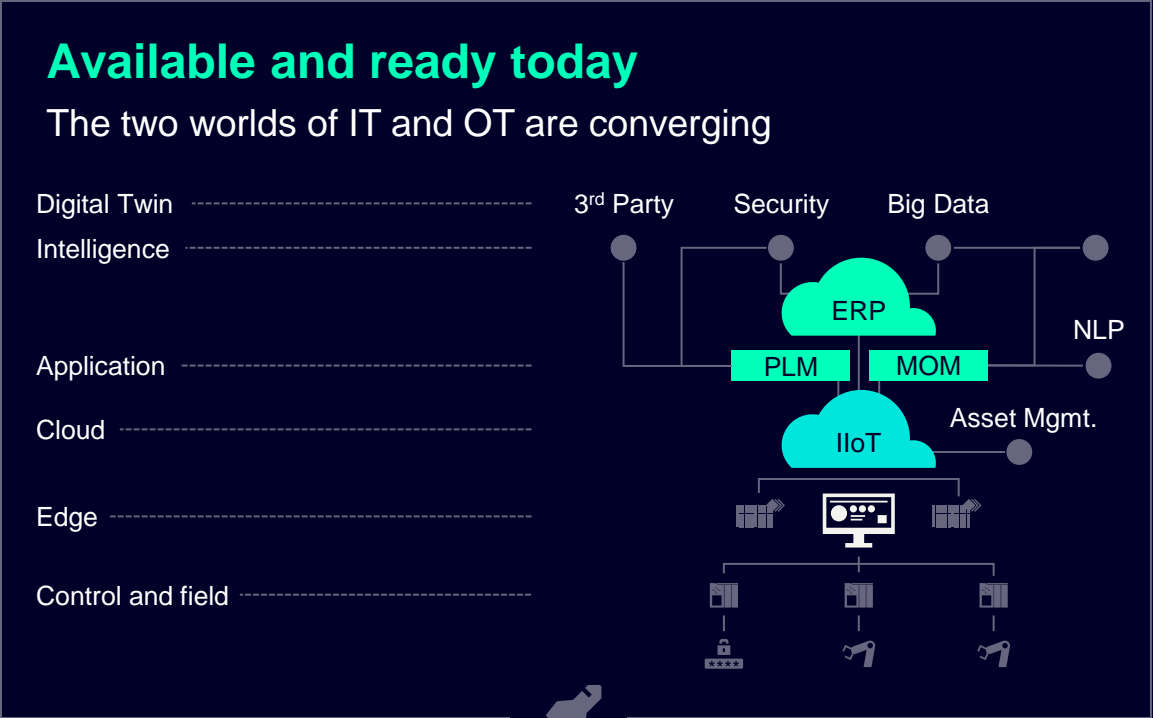 Available and ready today
The two worlds of IT and OT are converging
Digital Twin
3rd Party
Security
Big Data
Intelligence
ERP
NLP
Application
PLM
MOM
Asset Mgmt.
Cloud
IIoT
Edge
Control and field
****